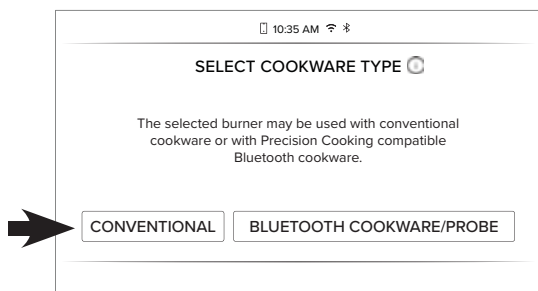 10:35 AM
SELECT COOKWARE TYPE
The selected burner may be used with conventional
cookware or with Precision Cooking compatible
Bluetooth cookware.
CONVENTIONAL
BLUETOOTH COOKWARE/PROBE